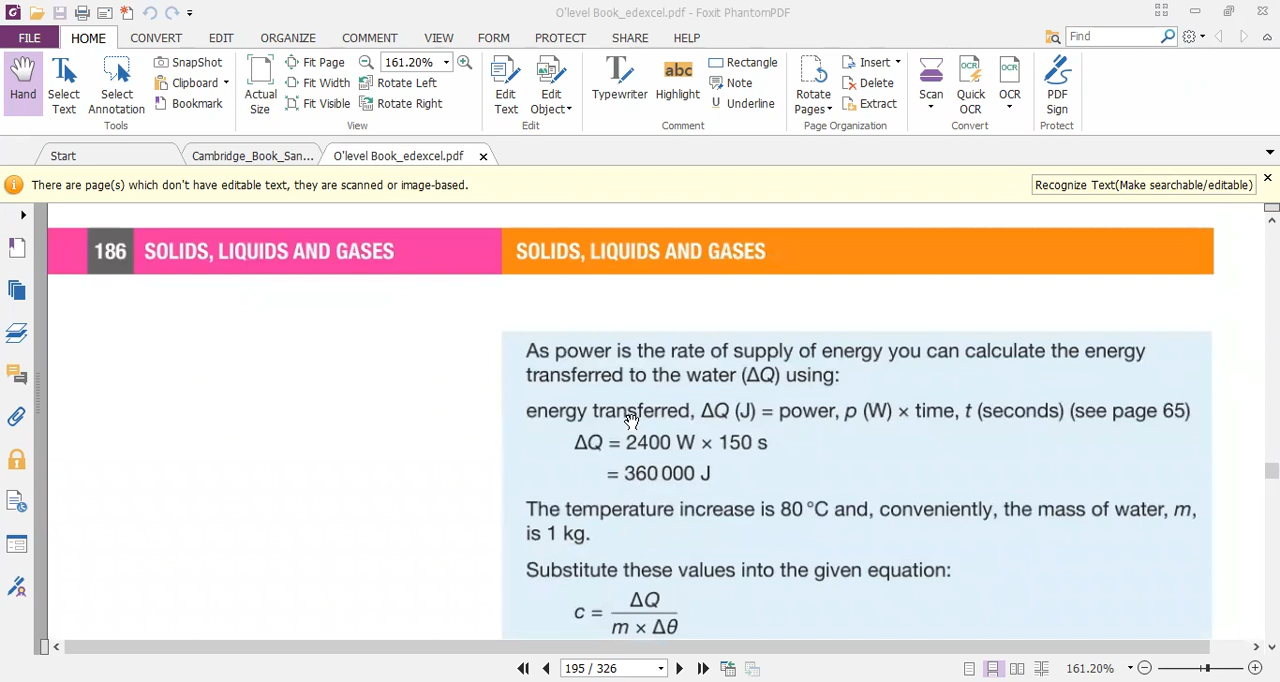 O'level Book_edexcel.pdf - Foxit PhantomPDF
FILE HOME CONVERT EDIT ORGANIZE COMMENT VIEW FORM PROTECT SHARE HELP
Find
Hand
Select Text
Select Annotation
SnapShot
Clipboard
Bookmark
Tools
Actual Size
Fit Page
Fit Width
Fit Visible
161.20%
Rotate Left
Rotate Right
View
Edit Text
Edit Object
Edit
Typewriter
abc
Highlight
Rectangle
Note
U Underline
Comment
Rotate Pages
Insert
Delete
Extract
Page Organization
Scan
OCR
Quick OCR
OCR
OCR
Convert
PDF Sign
Protect
Start
Cambridge_Book_San...
O'level Book_edexcel.pdf
There are page(s) which don't have editable text, they are scanned or image-based.
Recognize Text(Make searchable/editable)
186 SOLIDS, LIQUIDS AND GASES
SOLIDS, LIQUIDS AND GASES
As power is the rate of supply of energy you can calculate the energy
transferred to the water (ΔQ) using:
energy transferred, ΔQ (J) = power, p (W) × time, t (seconds) (see page 65)
ΔQ = 2400 W × 150 s
= 360 000 J
The temperature increase is 80 °C and, conveniently, the mass of water, m,
is 1 kg.
Substitute these values into the given equation:
c = ΔQ
m × Δθ
195 / 326
161.20%